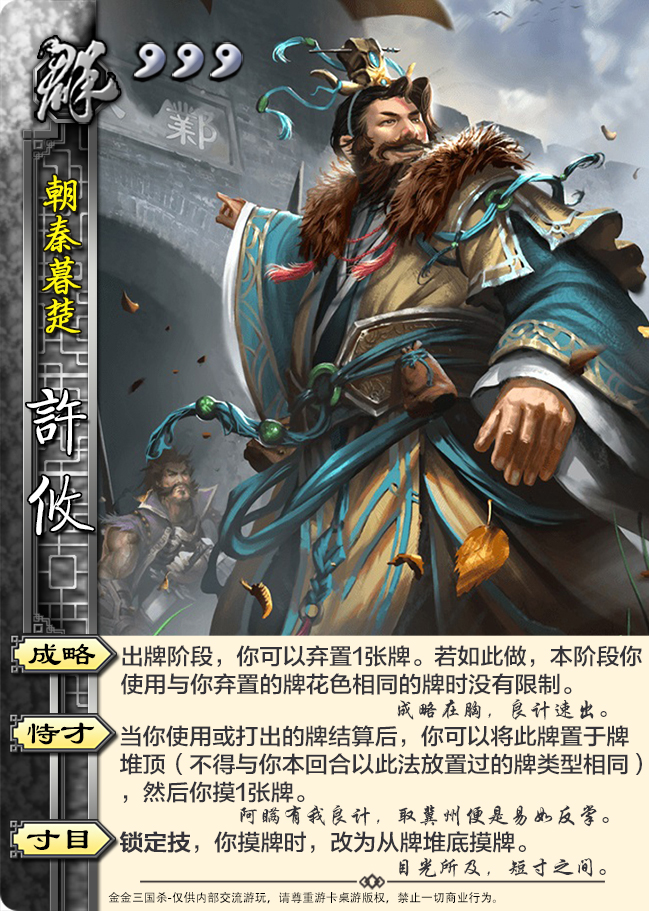 群
999
朝秦暮楚
許攸
鄴
成略
出牌阶段，你可以弃置1张牌。若如此做，本阶段你
使用与你弃置的牌花色相同的牌时没有限制。
成略在胸，良计速出。
恃才
当你使用或打出的牌结算后，你可以将此牌置于牌
堆顶（不得与你本回合以此法放置过的牌类型相同）
，然后你摸1张牌。
阿瞒有我良计，取冀州便是易如反掌。
寸目
锁定技，你摸牌时，改为从牌堆底摸牌。
目光所及，短寸之间。
金金三国杀-仅供内部交流游玩，请尊重游卡桌游版权，禁止一切商业行为。